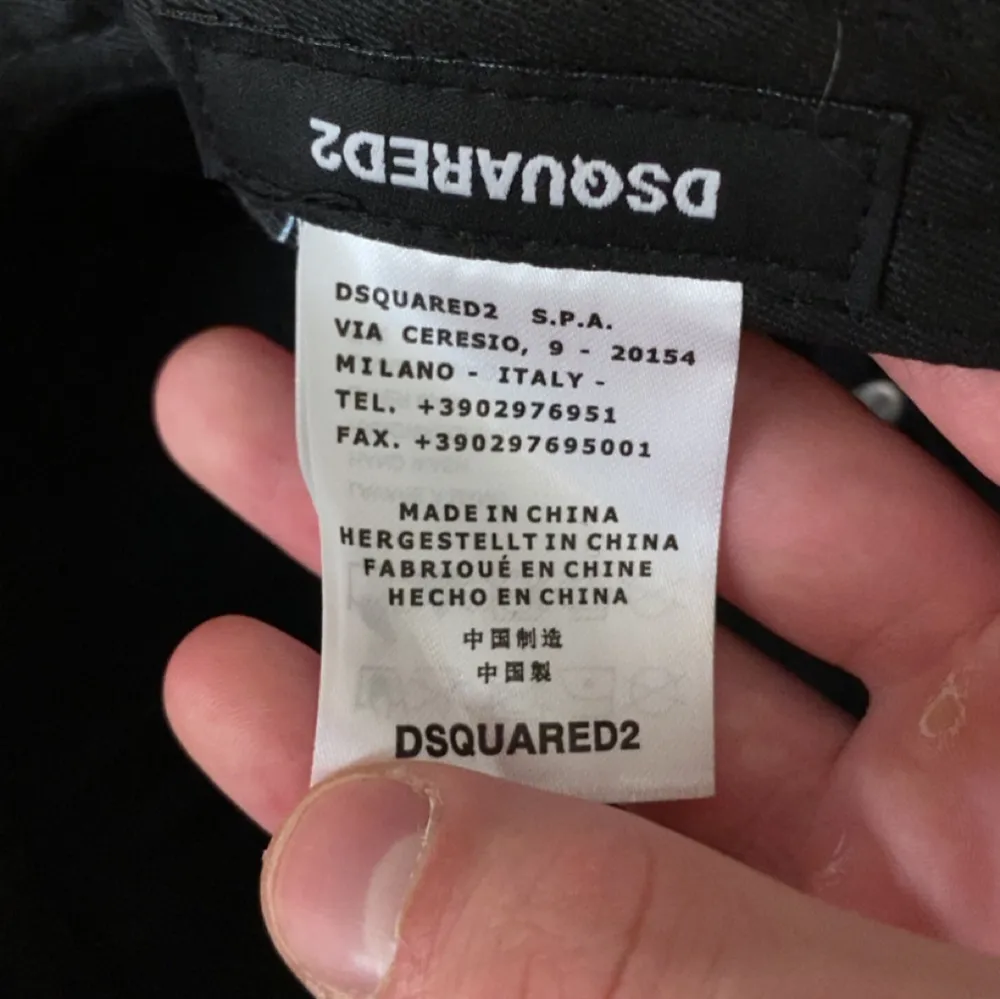 DSQUARED2
DSQUARED2 S.P.A.
VIA CERESIO, 9 - 20154
MILANO - ITALY -
TEL. +3902976951
FAX. +390297695001
MADE IN CHINA
HERGESTELLT IN CHINA
FABRIOUÉ EN CHINE
HECHO EN CHINA
中国制造
中国製
DSQUARED2